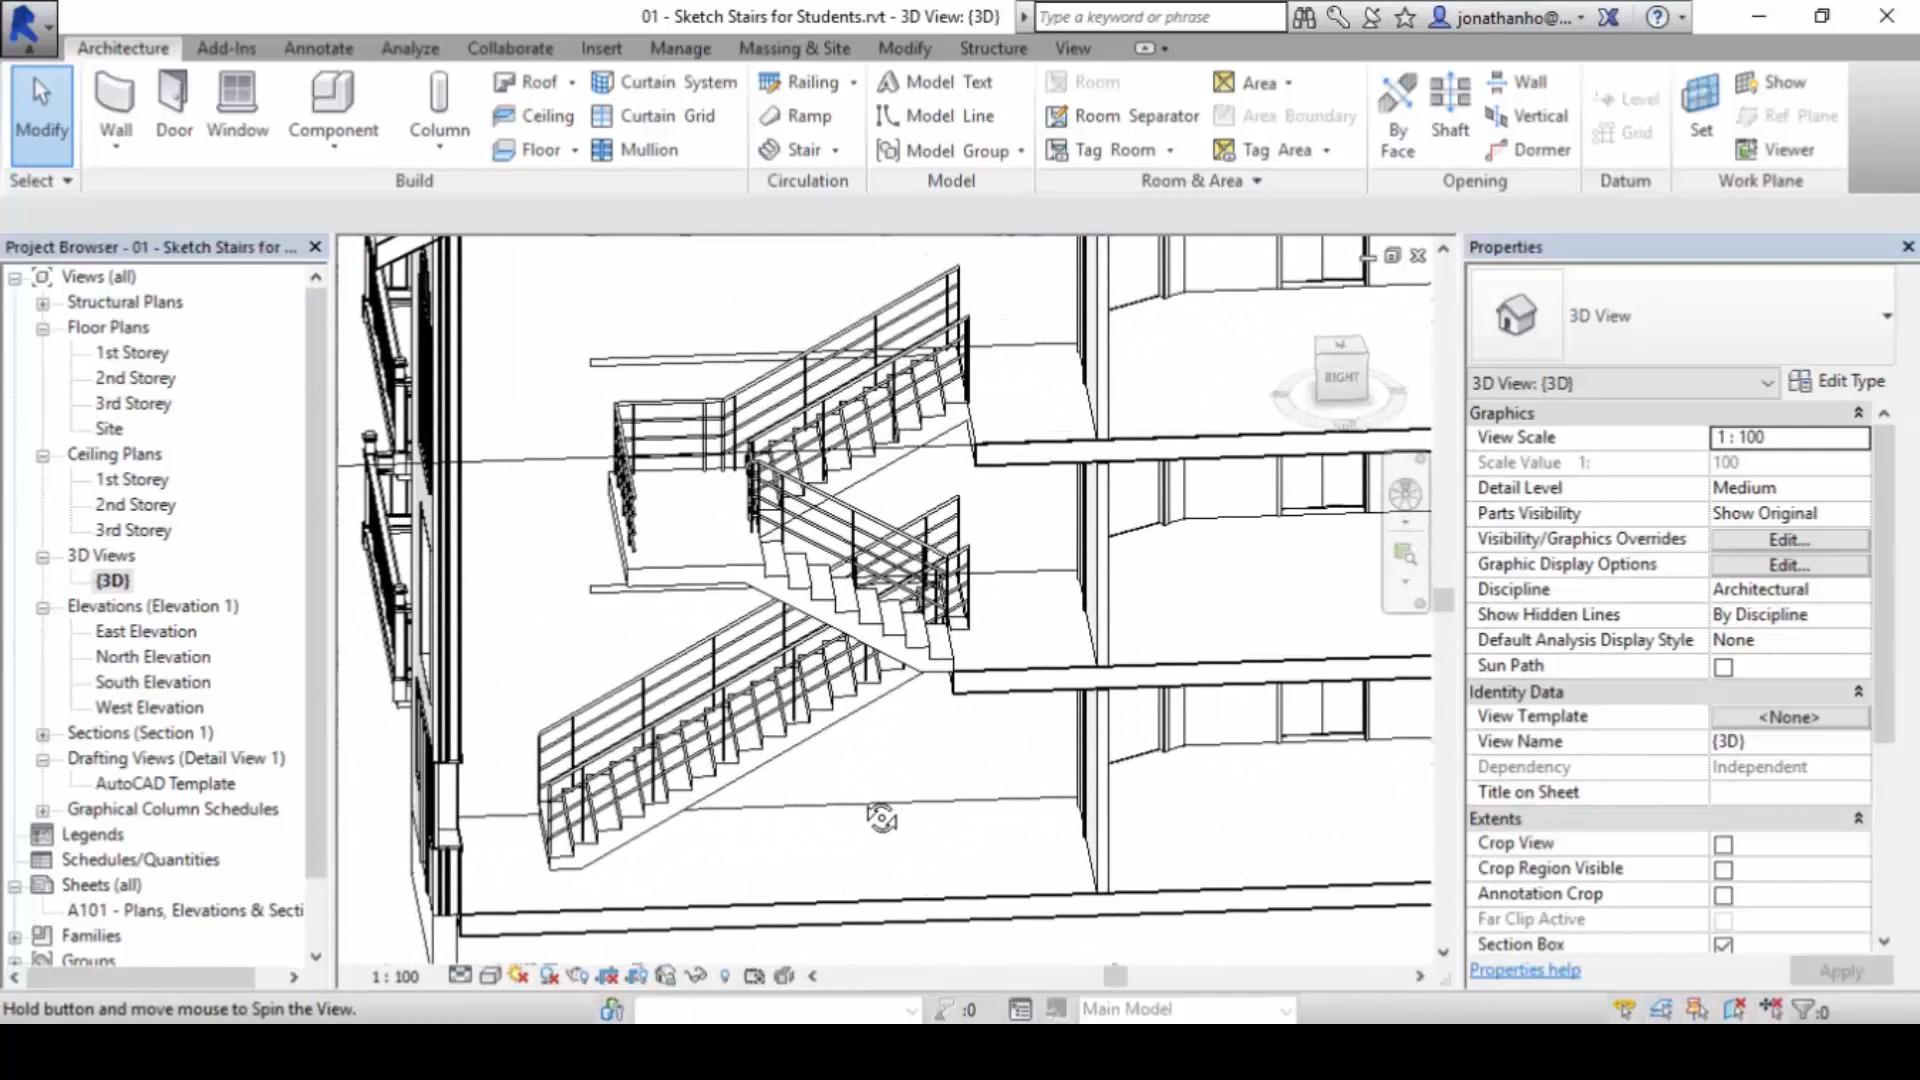 01 - Sketch Stairs for Students.rvt - 3D View: {3D}
Type a keyword or phrase
jonathanho@...
Architecture Add-Ins Annotate Analyze Collaborate Insert Manage Massing & Site Modify Structure View
Modify
Wall
Door
Window
Component
Column
Roof
Ceiling
Floor
Curtain System
Curtain Grid
Mullion
Railing
Ramp
Stair
Model Text
Model Line
Model Group
Room
Room Separator
Tag Room
Area
Area Boundary
Tag Area
By
Face
Shaft
Wall
Vertical
Dormer
Level
Grid
Set
Show
Ref Plane
Viewer
Select
Build
Circulation
Model
Room & Area
Opening
Datum
Work Plane
Project Browser - 01 - Sketch Stairs for ...
Views (all)
Structural Plans
Floor Plans
1st Storey
2nd Storey
3rd Storey
Site
Ceiling Plans
1st Storey
2nd Storey
3rd Storey
3D Views
{3D}
Elevations (Elevation 1)
East Elevation
North Elevation
South Elevation
West Elevation
Sections (Section 1)
Drafting Views (Detail View 1)
AutoCAD Template
Graphical Column Schedules
Legends
Schedules/Quantities
Sheets (all)
A101 - Plans, Elevations & Secti
Families
Groups
RIGHT
1 : 100
Properties
3D View
3D View: {3D}
Edit Type
Graphics
View Scale 1 : 100
Scale Value 1: 100
Detail Level Medium
Parts Visibility Show Original
Visibility/Graphics Overrides Edit...
Graphic Display Options Edit...
Discipline Architectural
Show Hidden Lines By Discipline
Default Analysis Display Style None
Sun Path
Identity Data
View Template <None>
View Name {3D}
Dependency Independent
Title on Sheet
Extents
Crop View
Crop Region Visible
Annotation Crop
Far Clip Active
Section Box
Properties help
Apply
Hold button and move mouse to Spin the View.
:0
Main Model
:0